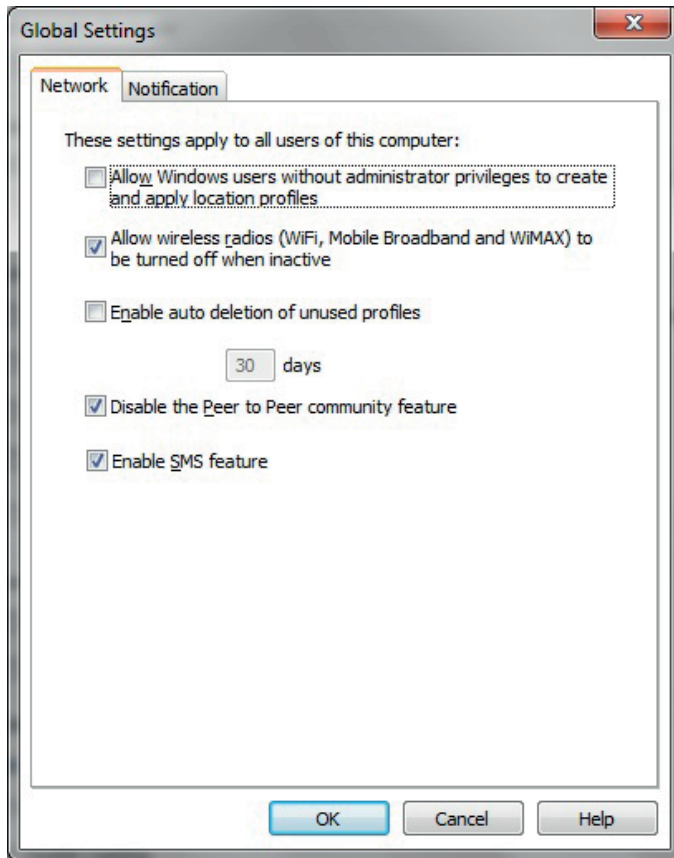 Global Settings
Network
Notification
These settings apply to all users of this computer:
Allow Windows users without administrator privileges to create
and apply location profiles
Allow wireless radios (WiFi, Mobile Broadband and WiMAX) to
be turned off when inactive
Enable auto deletion of unused profiles
30 days
Disable the Peer to Peer community feature
Enable SMS feature
OK
Cancel
Help